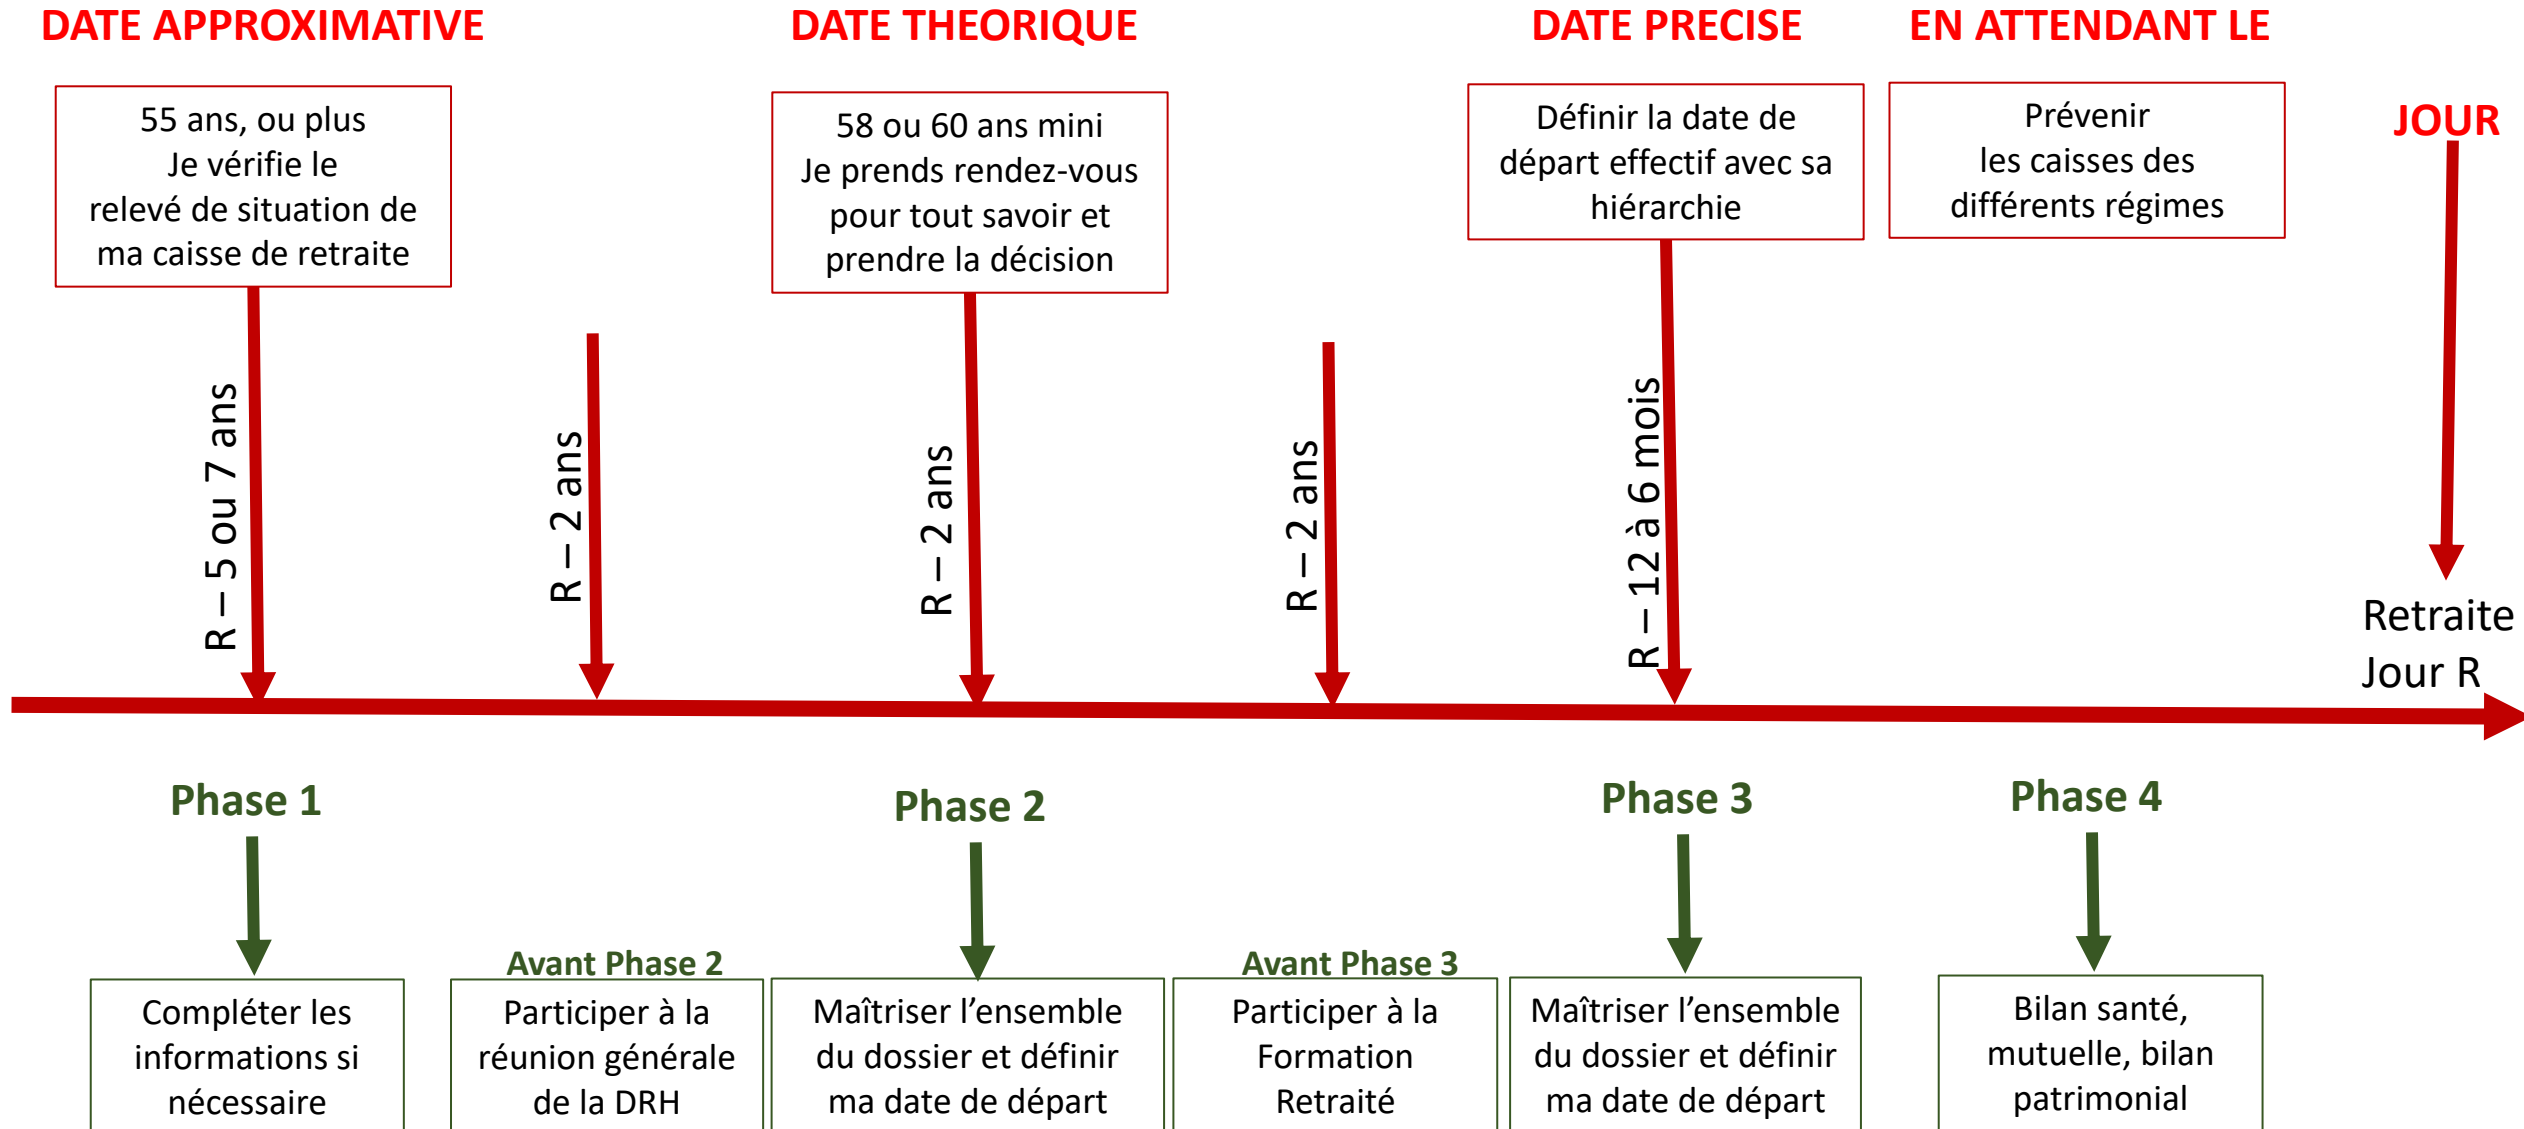 DATE APPROXIMATIVE
DATE THEORIQUE
DATE PRECISE
EN ATTENDANT LE
JOUR
55 ans, ou plus
Je vérifie le
relevé de situation de
ma caisse de retraite
58 ou 60 ans mini
Je prends rendez-vous
pour tout savoir et
prendre la décision
Définir la date de
départ effectif avec sa
hiérarchie
Prévenir
les caisses des
différents régimes
R – 5 ou 7 ans
R – 2 ans
R – 2 ans
R – 2 ans
R – 12 à 6 mois
Retraite
Jour R
Phase 1
Phase 2
Phase 3
Phase 4
Compléter les
informations si
nécessaire
Avant Phase 2
Participer à la
réunion générale
de la DRH
Maîtriser l’ensemble
du dossier et définir
ma date de départ
Avant Phase 3
Participer à la
Formation
Retraité
Maîtriser l’ensemble
du dossier et définir
ma date de départ
Bilan santé,
mutuelle, bilan
patrimonial